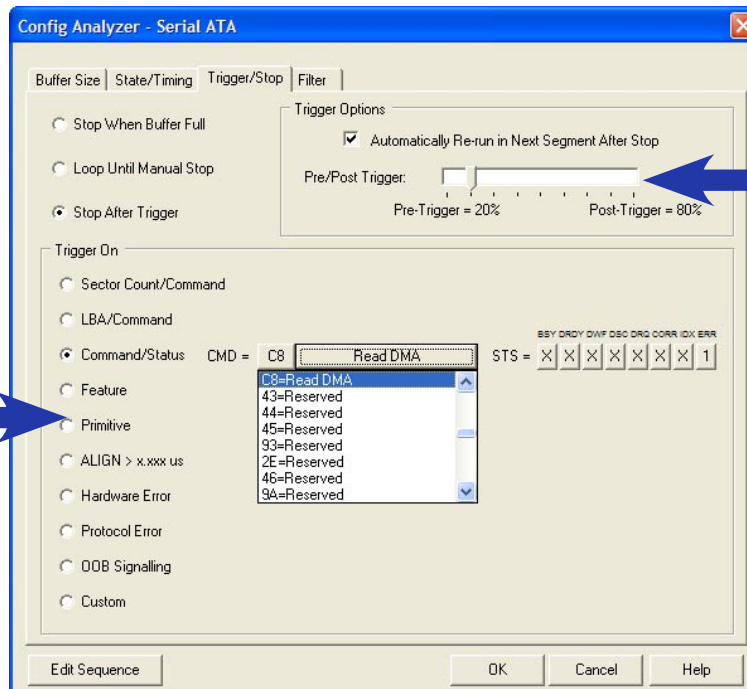 Config Analyzer - Serial ATA
Buffer Size State/Timing Trigger/Stop Filter
Stop When Buffer Full
Loop Until Manual Stop
Stop After Trigger
Trigger Options
Automatically Re-run in Next Segment After Stop
Pre/Post Trigger:
Pre-Trigger = 20% Post-Trigger = 80%
Trigger On
Sector Count/Command
LBA/Command
Command/Status CMD = C8 Read DMA STS =
BSY DRDY DWF DSC DRQ CORR IDX ERR
X X X X X X X 1
C8=Read DMA
43=Reserved
44=Reserved
45=Reserved
93=Reserved
2E=Reserved
46=Reserved
9A=Reserved
Feature
Primitive
ALIGN > x.xxx us
Hardware Error
Protocol Error
OOB Signalling
Custom
Edit Sequence OK Cancel Help